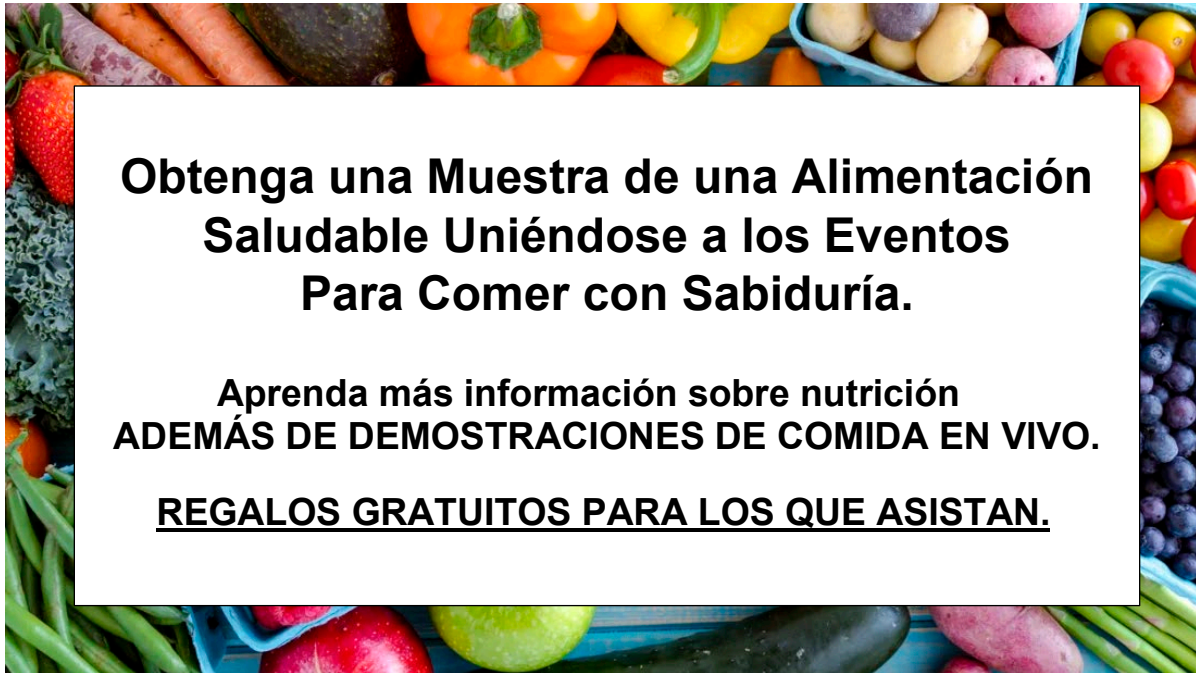 Obtenga una Muestra de una Alimentación
Saludable Uniéndose a los Eventos
Para Comer con Sabiduría.
Aprenda más información sobre nutrición
ADEMÁS DE DEMOSTRACIONES DE COMIDA EN VIVO.
REGALOS GRATUITOS PARA LOS QUE ASISTAN.